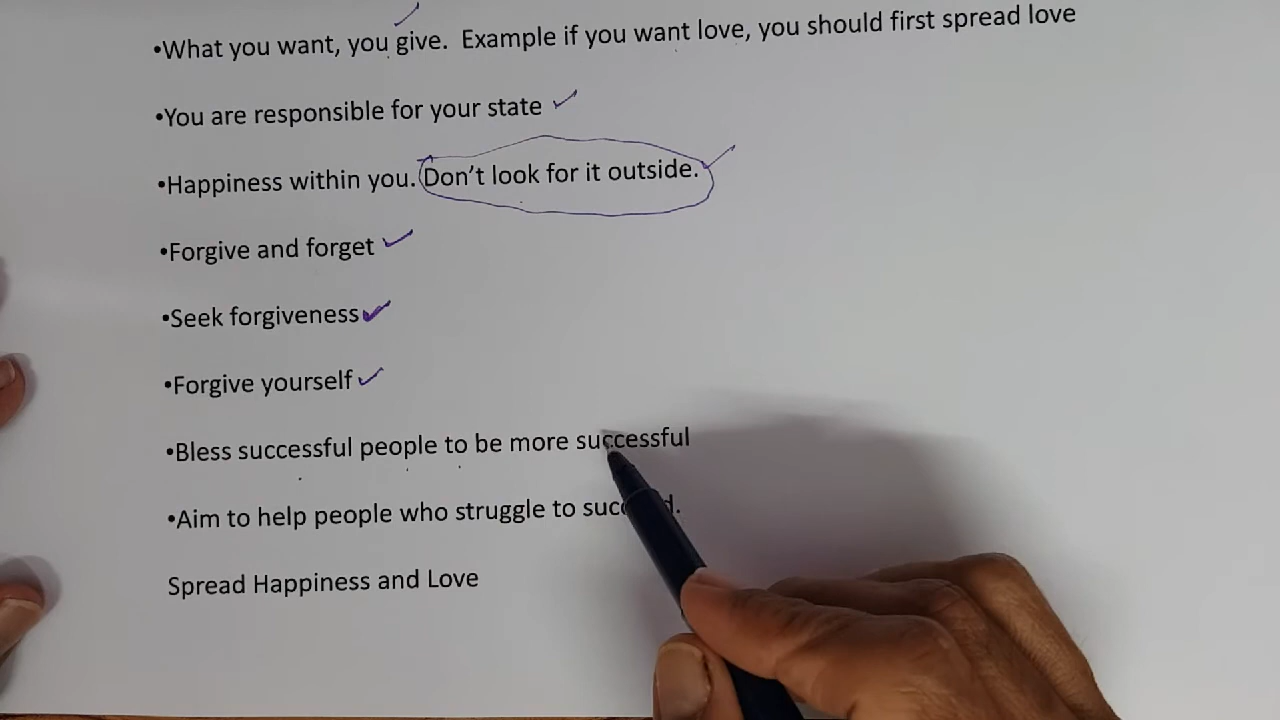 •What you want, you give. Example if you want love, you should first spread love
•You are responsible for your state
•Happiness within you. Don't look for it outside.
•Forgive and forget
•Seek forgiveness
•Forgive yourself
•Bless successful people to be more successful
•Aim to help people who struggle to
Spread Happiness and Love